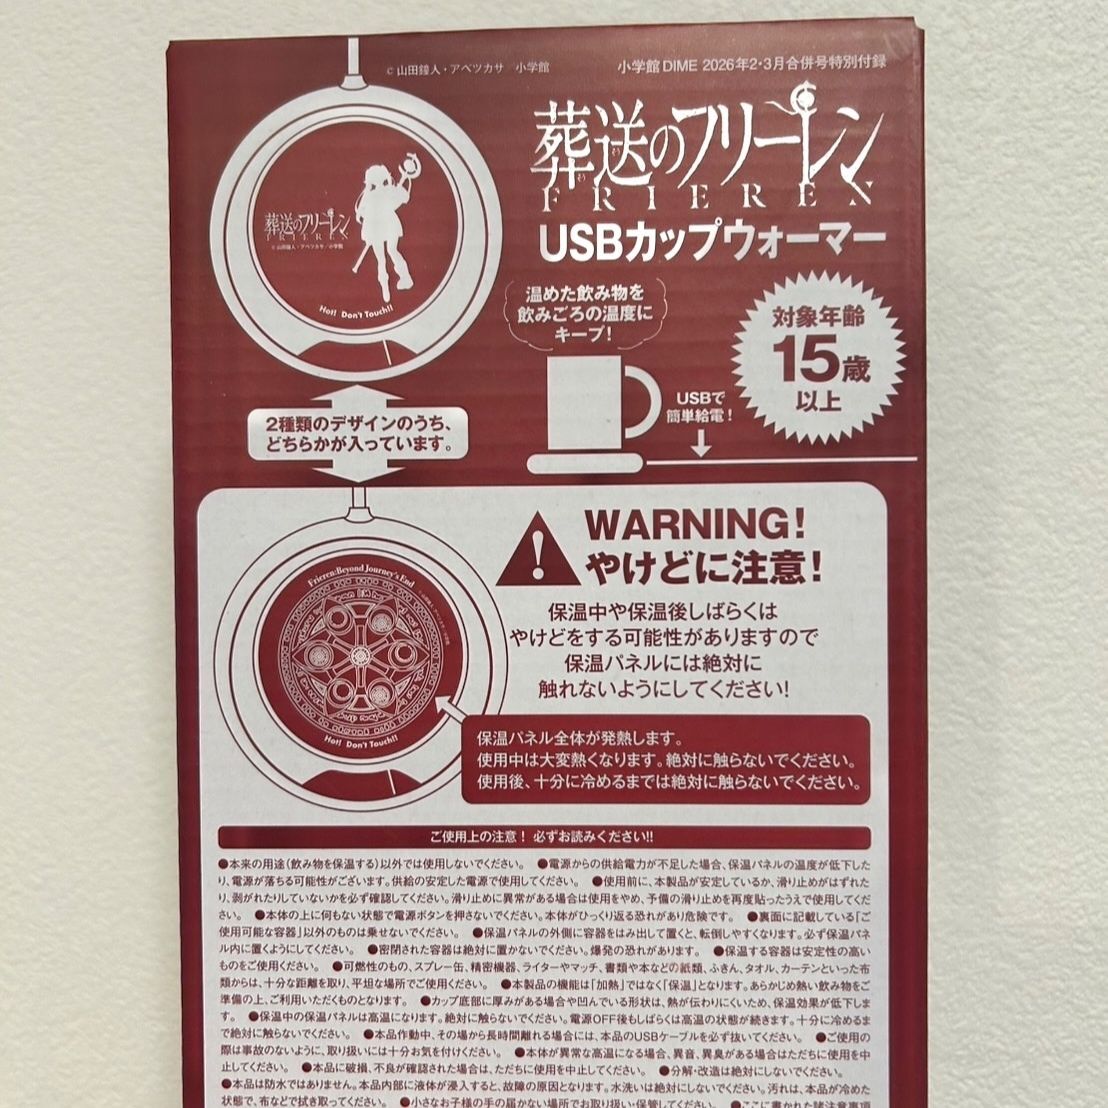 ©山田鐘人・アベツカサ／小学館
小学館DIME 2026年2・3月合併号特別付録
葬送のフリーレン
FRIEREN
USBカップウォーマー
葬送のフリーレン
FRIEREN
©山田鐘人・アベツカサ／小学館
Hot! Don't Touch!!
温めた飲み物を
飲みごろの温度に
キープ！
対象年齢
15歳
以上
USBで
簡単給電！
2種類のデザインのうち、
どちらかが入っています。
WARNING!
やけどに注意！
保温中や保温後しばらくは
やけどをする可能性がありますので
保温パネルには絶対に
触れないようにしてください！
Frieren:Beyond Journey's End
Hot! Don't Touch!!
保温パネル全体が発熱します。
使用中は大変熱くなります。絶対に触らないでください。
使用後、十分に冷めるまでは絶対に触らないでください。
ご使用上の注意！ 必ずお読みください!!
●本来の用途（飲み物を保温する）以外では使用しないでください。 ●電源からの供給電力が不足した場合、保温パネルの温度が低下した
り、電源が落ちる可能性がございます。供給の安定した電源で使用してください。 ●使用前に、本製品が安定しているか、滑り止めがはずれた
り、剥がれたりしていないかを必ず確認してください。滑り止めに異常がある場合は使用をやめ、予備の滑り止めを再度貼ったうえで使用してくだ
さい。 ●本体の上に何もない状態で電源ボタンを押さないでください。本体がひっくり返る恐れがあり危険です。 ●裏面に記載している「ご
使用可能な容器」以外のものは乗せないでください。 ●保温パネルの外側に容器をはみ出して置くと、転倒しやすくなります。必ず保温パネ
ル内に置くようにしてください。 ●密閉された容器は絶対に置かないでください。爆発の恐れがあります。 ●保温する容器は安定性の高い
ものをご使用ください。 ●可燃性のもの、スプレー缶、精密機器、ライターやマッチ、書類や本などの紙類、ふきん、タオル、カーテンといった布
類からは、十分な距離を取り、平坦な場所でご使用ください。 ●本製品の機能は「加熱」ではなく「保温」となります。あらかじめ熱い飲み物をご
準備の上、ご利用いただくものとなります。 ●カップ底部に厚みがある場合や凹んでいる形状は、熱が伝わりにくいため、保温効果が低下しま
す。 ●保温中の保温パネルは高温になります。絶対に触らないでください。電源OFF後もしばらくは高温の状態が続きます。十分に冷めるま
で絶対に触らないでください。 ●本品作動中、その場から長時間離れる場合には、本品のUSBケーブルを必ず抜いてください。 ●ご使用の
際は事故のないように、取り扱いには十分お気を付けください。 ●本体が異常な高温になる場合、異音、異臭がある場合はただちに使用を中
止してください。 ●本品に破損、不良が確認された場合は、ただちに使用を中止してください。 ●分解・改造は絶対にしないでください。
●本品は防水ではありません。本品内部に液体が浸入すると、故障の原因となります。水洗いは絶対にしないでください。汚れは、本品が冷めた
状態で、布などで拭き取ってください。 ●小さなお子様の手の届かない場所でお取り扱い・保管してください。 ●ここに書かれた諸注意事項